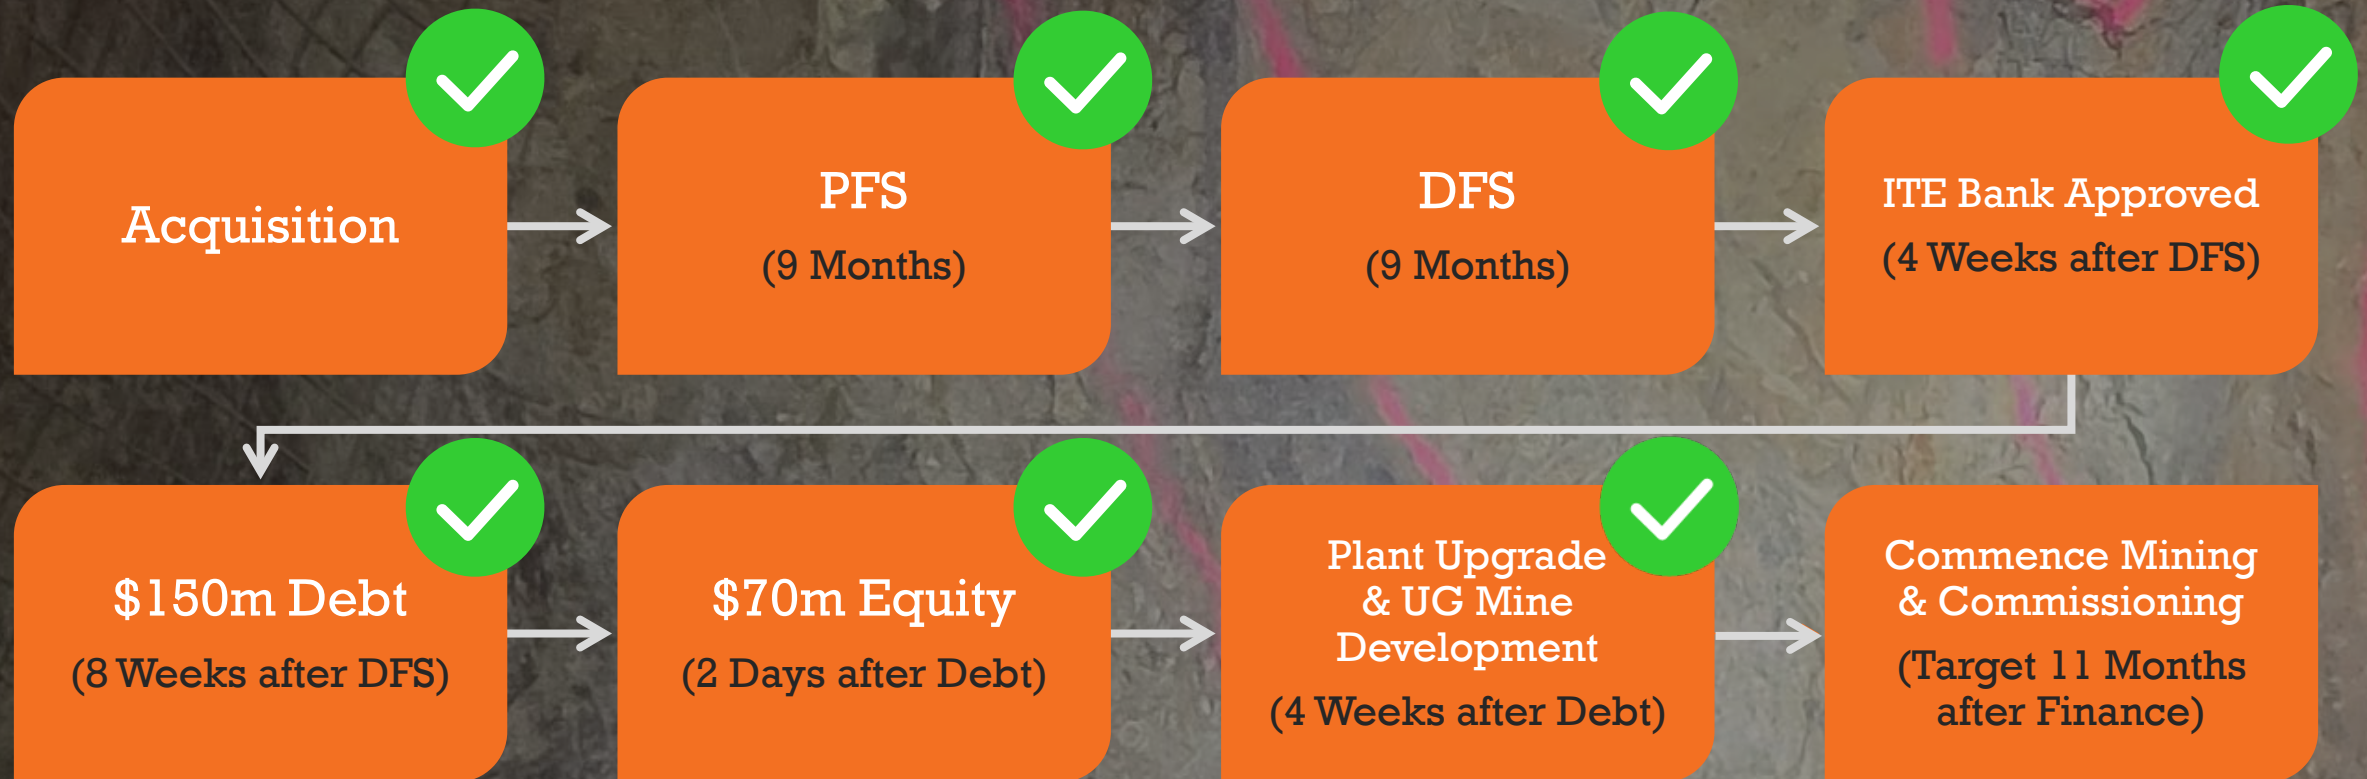 Acquisition
PFS
(9 Months)
DFS
(9 Months)
ITE Bank Approved
(4 Weeks after DFS)
$150m Debt
(8 Weeks after DFS)
$70m Equity
(2 Days after Debt)
Plant Upgrade
& UG Mine
Development
(4 Weeks after Debt)
Commence Mining
& Commissioning
(Target 11 Months
after Finance)